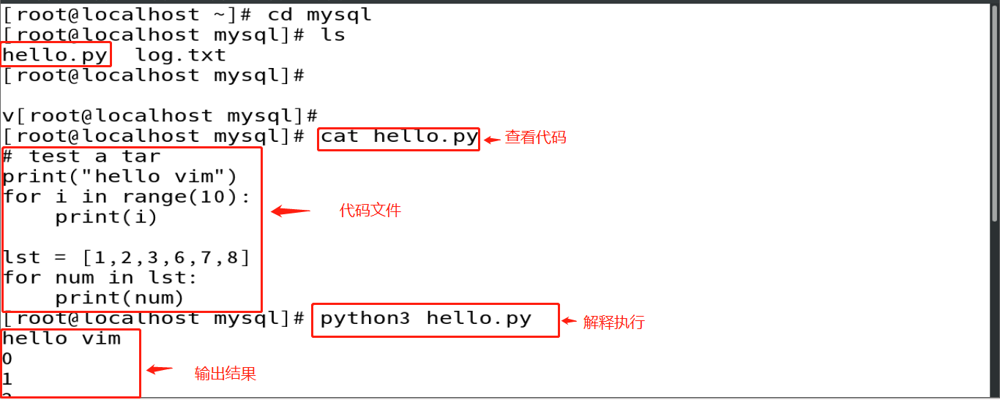 [root@localhost ~]# cd mysql
[root@localhost mysql]# ls
hello.py  log.txt
[root@localhost mysql]#
v[root@localhost mysql]#
[root@localhost mysql]# cat hello.py 查看代码
# test a tar
print("hello vim")
for i in range(10):
    print(i)
代码文件
lst = [1,2,3,6,7,8]
for num in lst:
    print(num)
[root@localhost mysql]# python3 hello.py 解释执行
hello vim
0
1
输出结果